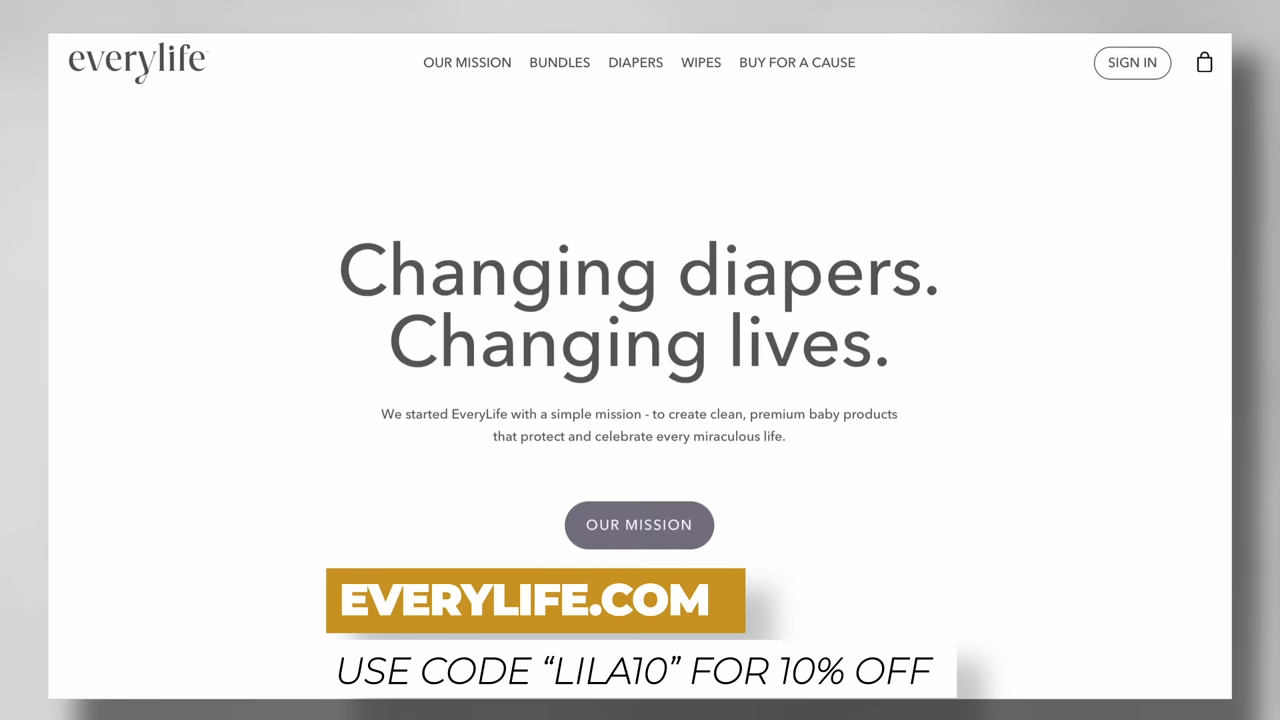 everylife
OUR MISSION BUNDLES DIAPERS WIPES BUY FOR A CAUSE SIGN IN
Changing diapers.
Changing lives.
We started EveryLife with a simple mission - to create clean, premium baby products
that protect and celebrate every miraculous life.
OUR MISSION
EVERYLIFE.COM
USE CODE “LILA10” FOR 10% OFF